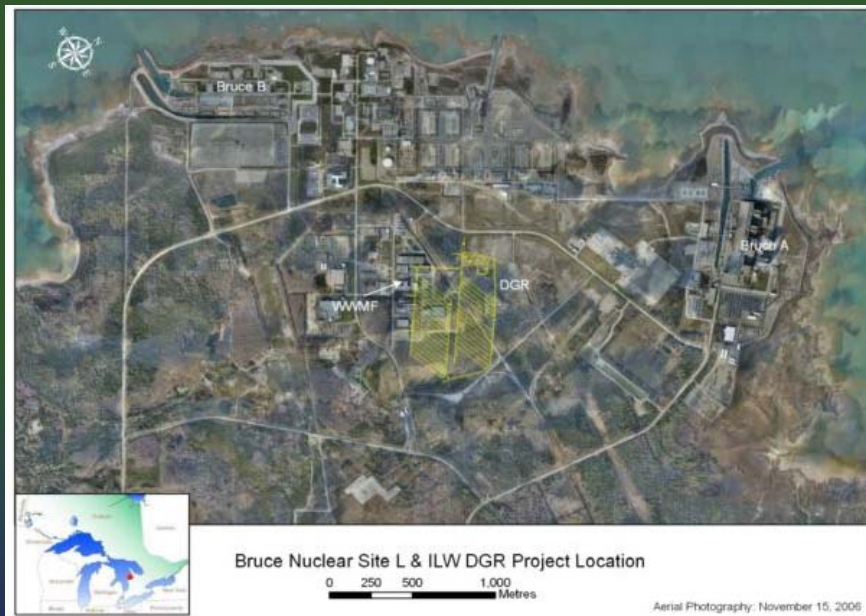 N
E
S
W
Bruce B
Bruce A
DGR
WWMF
Bruce Nuclear Site L & ILW DGR Project Location
0 250 500 1,000
Metres
Aerial Photography: November 15, 2006